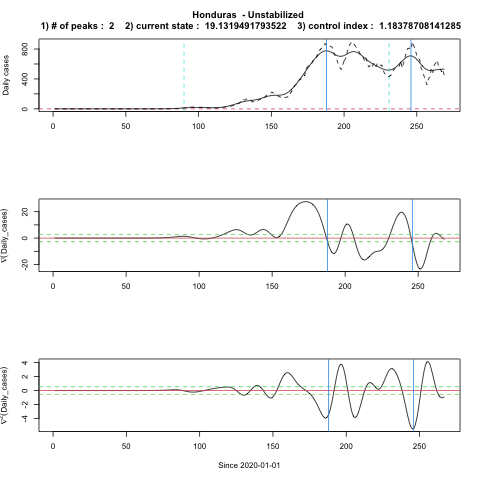 Honduras - Unstabilized
1) # of peaks : 2 2) current state : 19.1319491793522 3) control index : 1.18378708141285
Daily cases
800
400
0
0 50 100 150 200 250
∇(Daily_cases)
20
0
-20
0 50 100 150 200 250
∇²(Daily_cases)
4
2
0
-2
-4
0 50 100 150 200 250
Since 2020-01-01